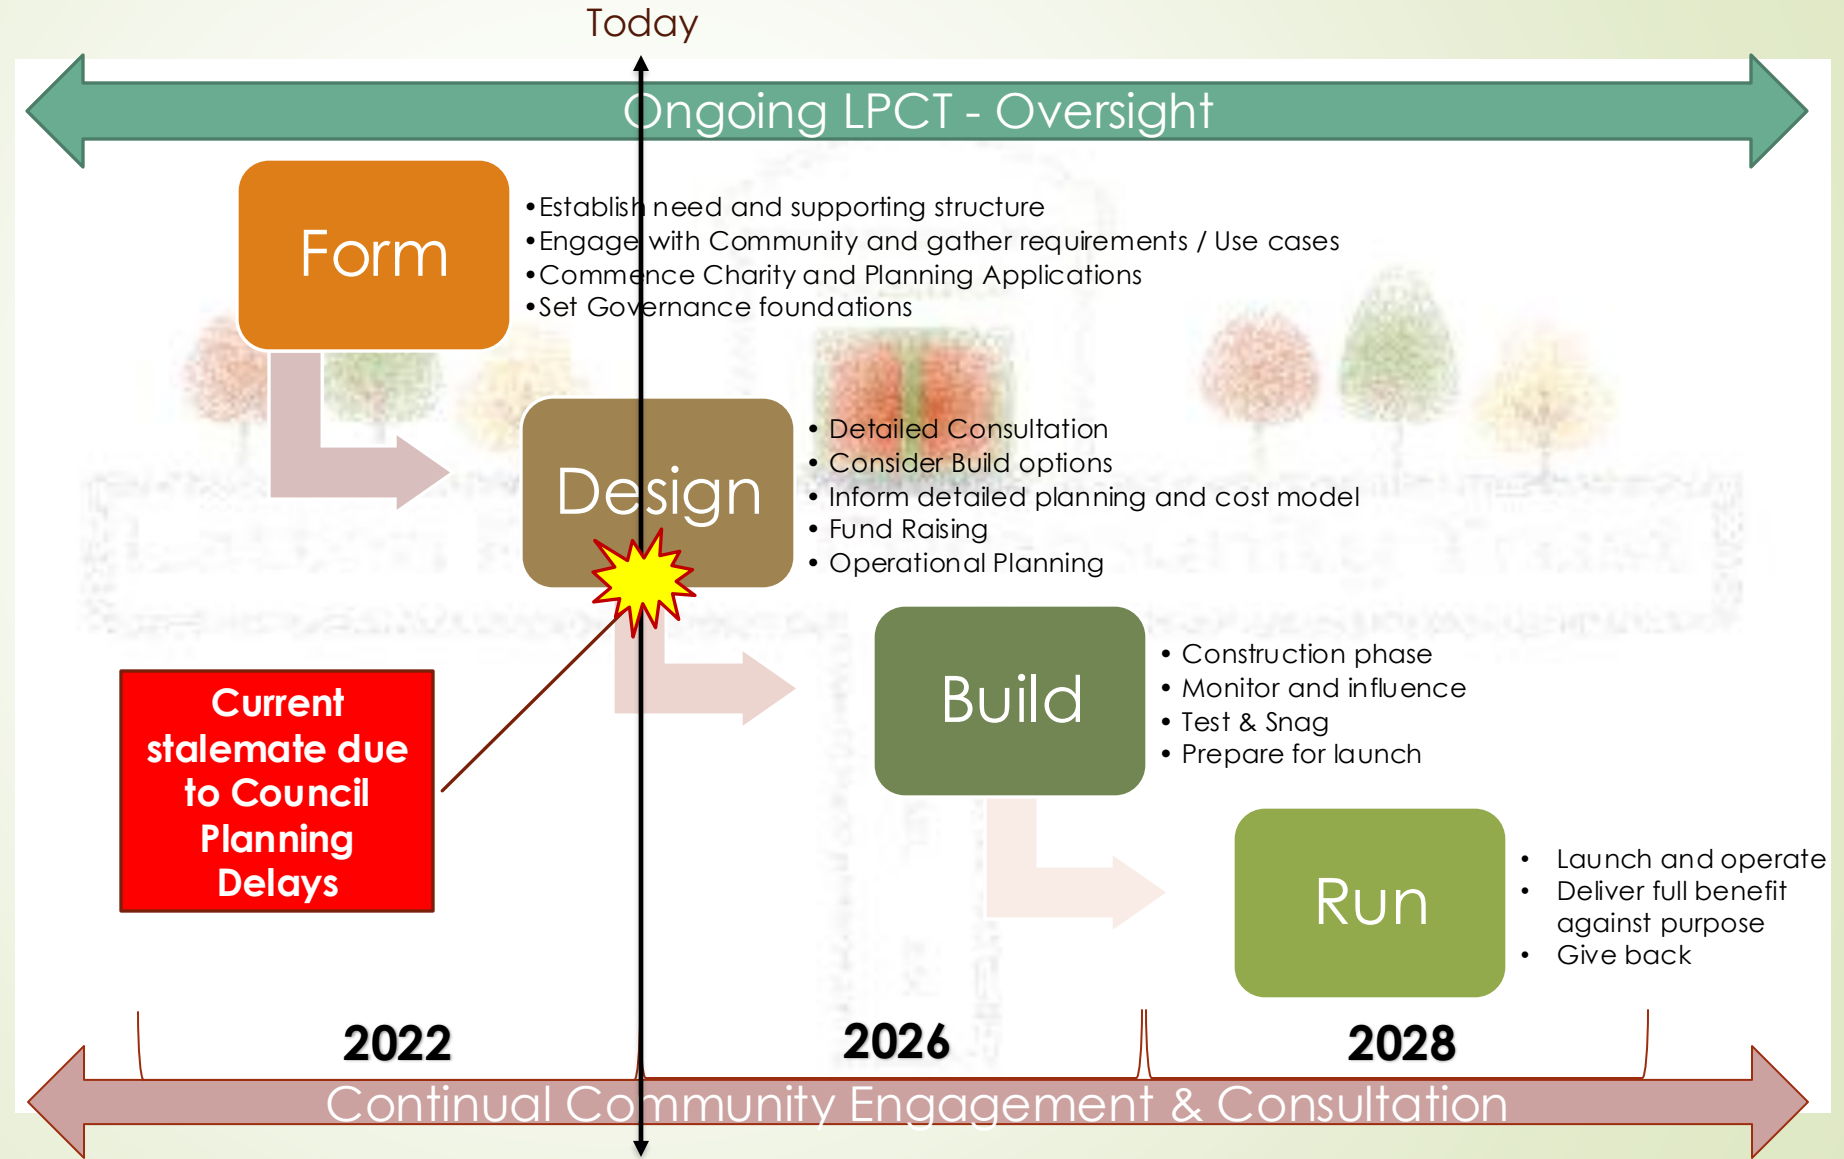 Today
Ongoing LPCT - Oversight
Form
•Establish need and supporting structure
•Engage with Community and gather requirements / Use cases
•Commence Charity and Planning Applications
•Set Governance foundations
Design
• Detailed Consultation
• Consider Build options
• Inform detailed planning and cost model
• Fund Raising
• Operational Planning
Build
• Construction phase
• Monitor and influence
• Test & Snag
• Prepare for launch
Current
stalemate due
to Council
Planning
Delays
Run
• Launch and operate
• Deliver full benefit
against purpose
• Give back
2022
2026
2028
Continual Community Engagement & Consultation